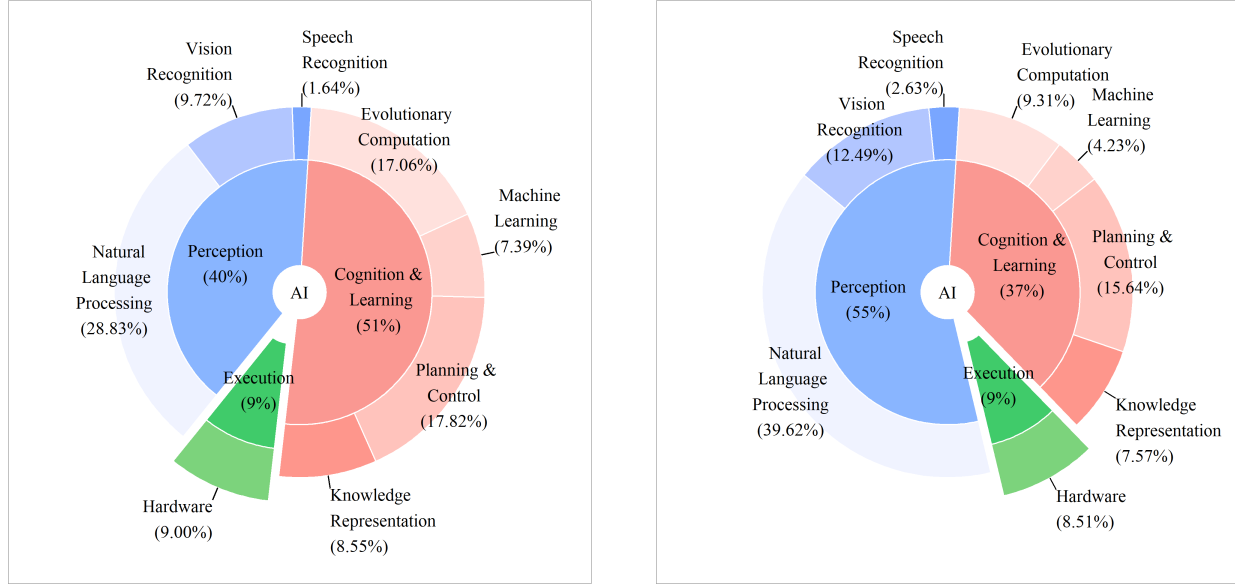 Vision
Recognition
(9.72%)
Speech
Recognition
(1.64%)
Evolutionary
Computation
(17.06%)
Machine
Learning
(7.39%)
Natural
Language
Processing
(28.83%)
Perception
(40%)
AI
Cognition &
Learning
(51%)
Execution
(9%)
Planning &
Control
(17.82%)
Hardware
(9.00%)
Knowledge
Representation
(8.55%)
Speech
Recognition
(2.63%)
Evolutionary
Computation
(9.31%)
Machine
Learning
(4.23%)
Vision
Recognition
(12.49%)
Perception
(55%)
AI
Cognition &
Learning
(37%)
Planning &
Control
(15.64%)
Natural
Language
Processing
(39.62%)
Execution
(9%)
Knowledge
Representation
(7.57%)
Hardware
(8.51%)